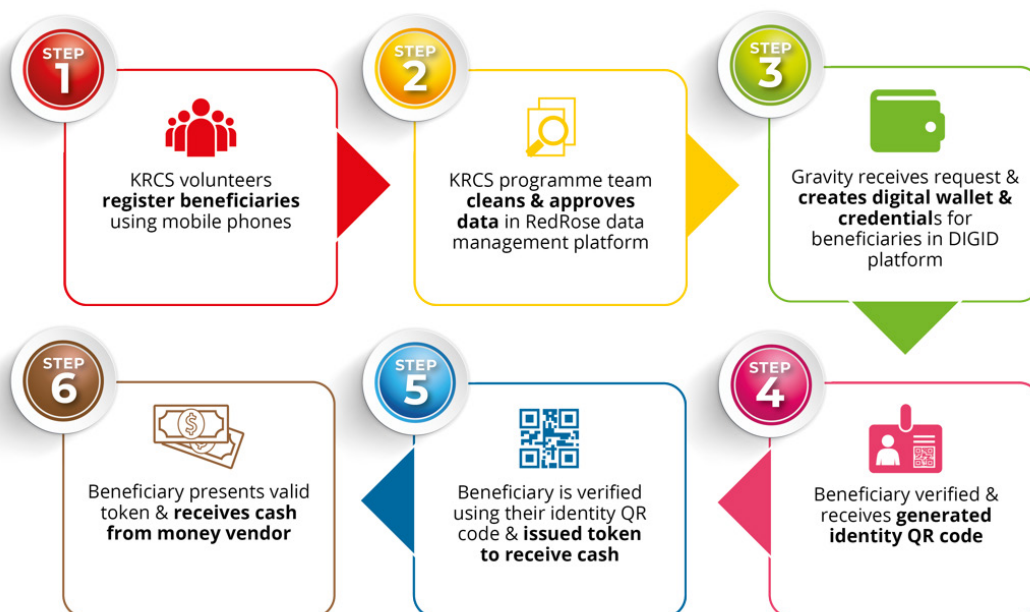 STEP
1
KRCS volunteers
register beneficiaries
using mobile phones
STEP
2
KRCS programme team
cleans & approves
data in RedRose data
management platform
STEP
3
Gravity receives request &
creates digital wallet &
credentials for
beneficiaries in DIGID
platform
STEP
4
Beneficiary verified &
receives generated
identity QR code
STEP
5
Beneficiary is verified
using their identity QR
code & issued token
to receive cash
STEP
6
Beneficiary presents valid
token & receives cash
from money vendor